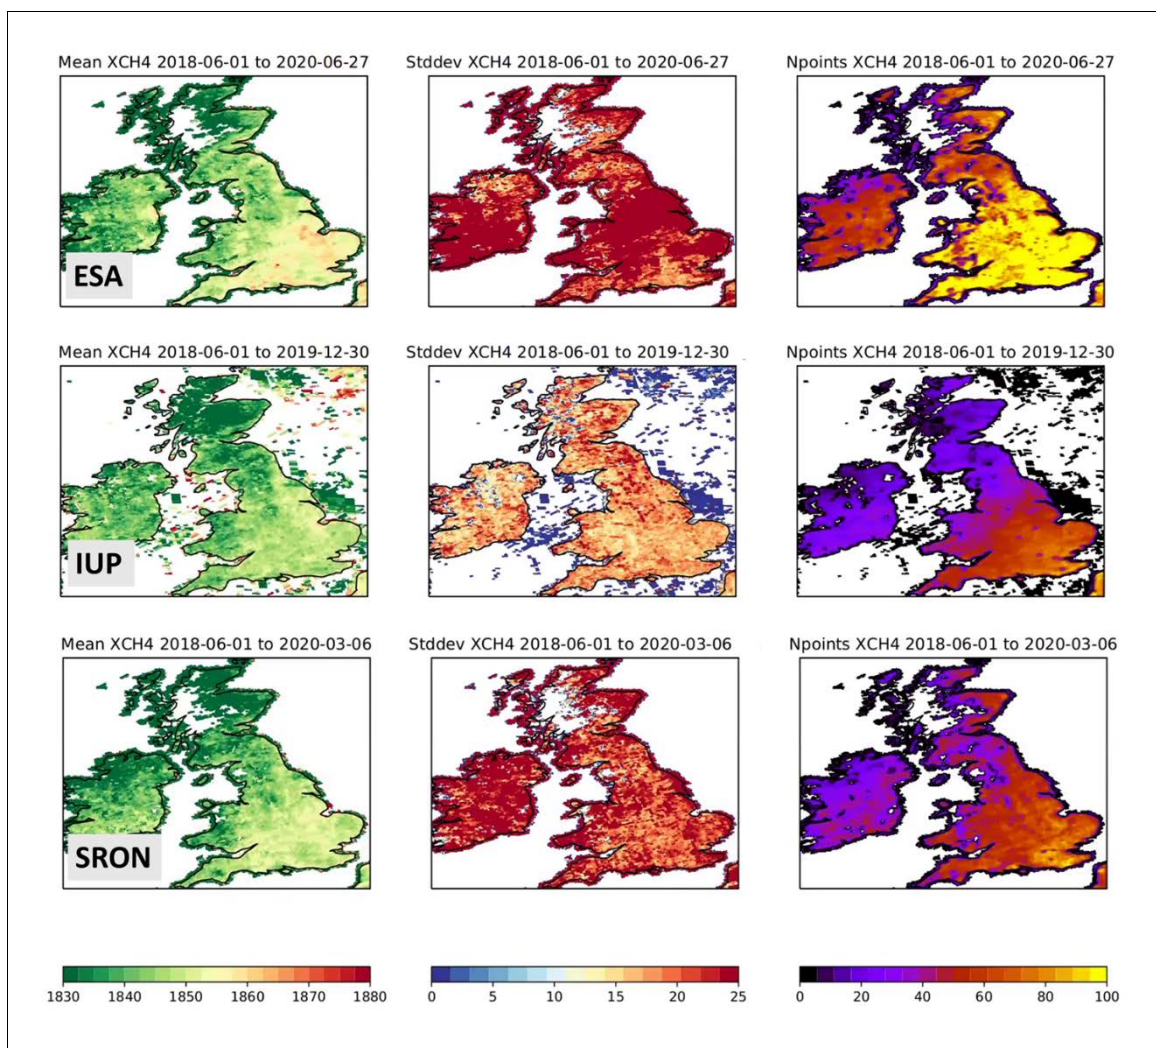 Mean XCH4 2018-06-01 to 2020-06-27
Stddev XCH4 2018-06-01 to 2020-06-27
Npoints XCH4 2018-06-01 to 2020-06-27
ESA
Mean XCH4 2018-06-01 to 2019-12-30
Stddev XCH4 2018-06-01 to 2019-12-30
Npoints XCH4 2018-06-01 to 2019-12-30
IUP
Mean XCH4 2018-06-01 to 2020-03-06
Stddev XCH4 2018-06-01 to 2020-03-06
Npoints XCH4 2018-06-01 to 2020-03-06
SRON
1830 1840 1850 1860 1870 1880
0 5 10 15 20 25
0 20 40 60 80 100